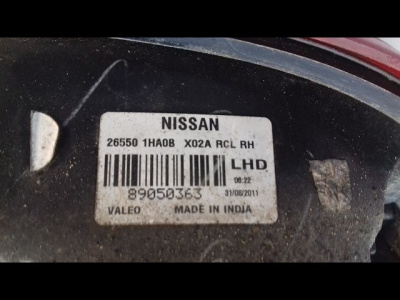 NISSAN
26550 1HA0B X02A RCL RH
LHD
06:22
89050363 31/08/2011
VALEO MADE IN INDIA